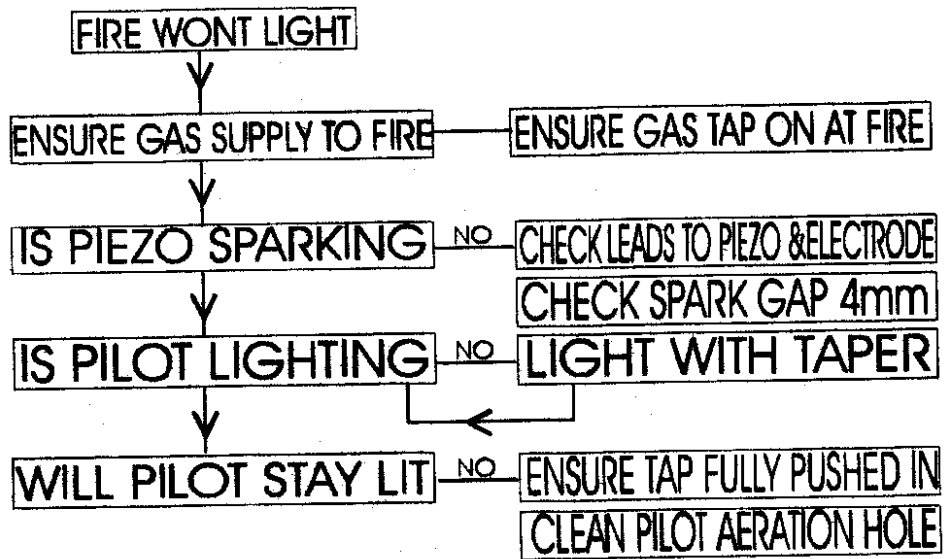 FIRE WONT LIGHT
ENSURE GAS SUPPLY TO FIRE
ENSURE GAS TAP ON AT FIRE
IS PIEZO SPARKING
NO
CHECK LEADS TO PIEZO &ELECTRODE
CHECK SPARK GAP 4mm
IS PILOT LIGHTING
NO
LIGHT WITH TAPER
WILL PILOT STAY LIT
NO
ENSURE TAP FULLY PUSHED IN
CLEAN PILOT AERATION HOLE